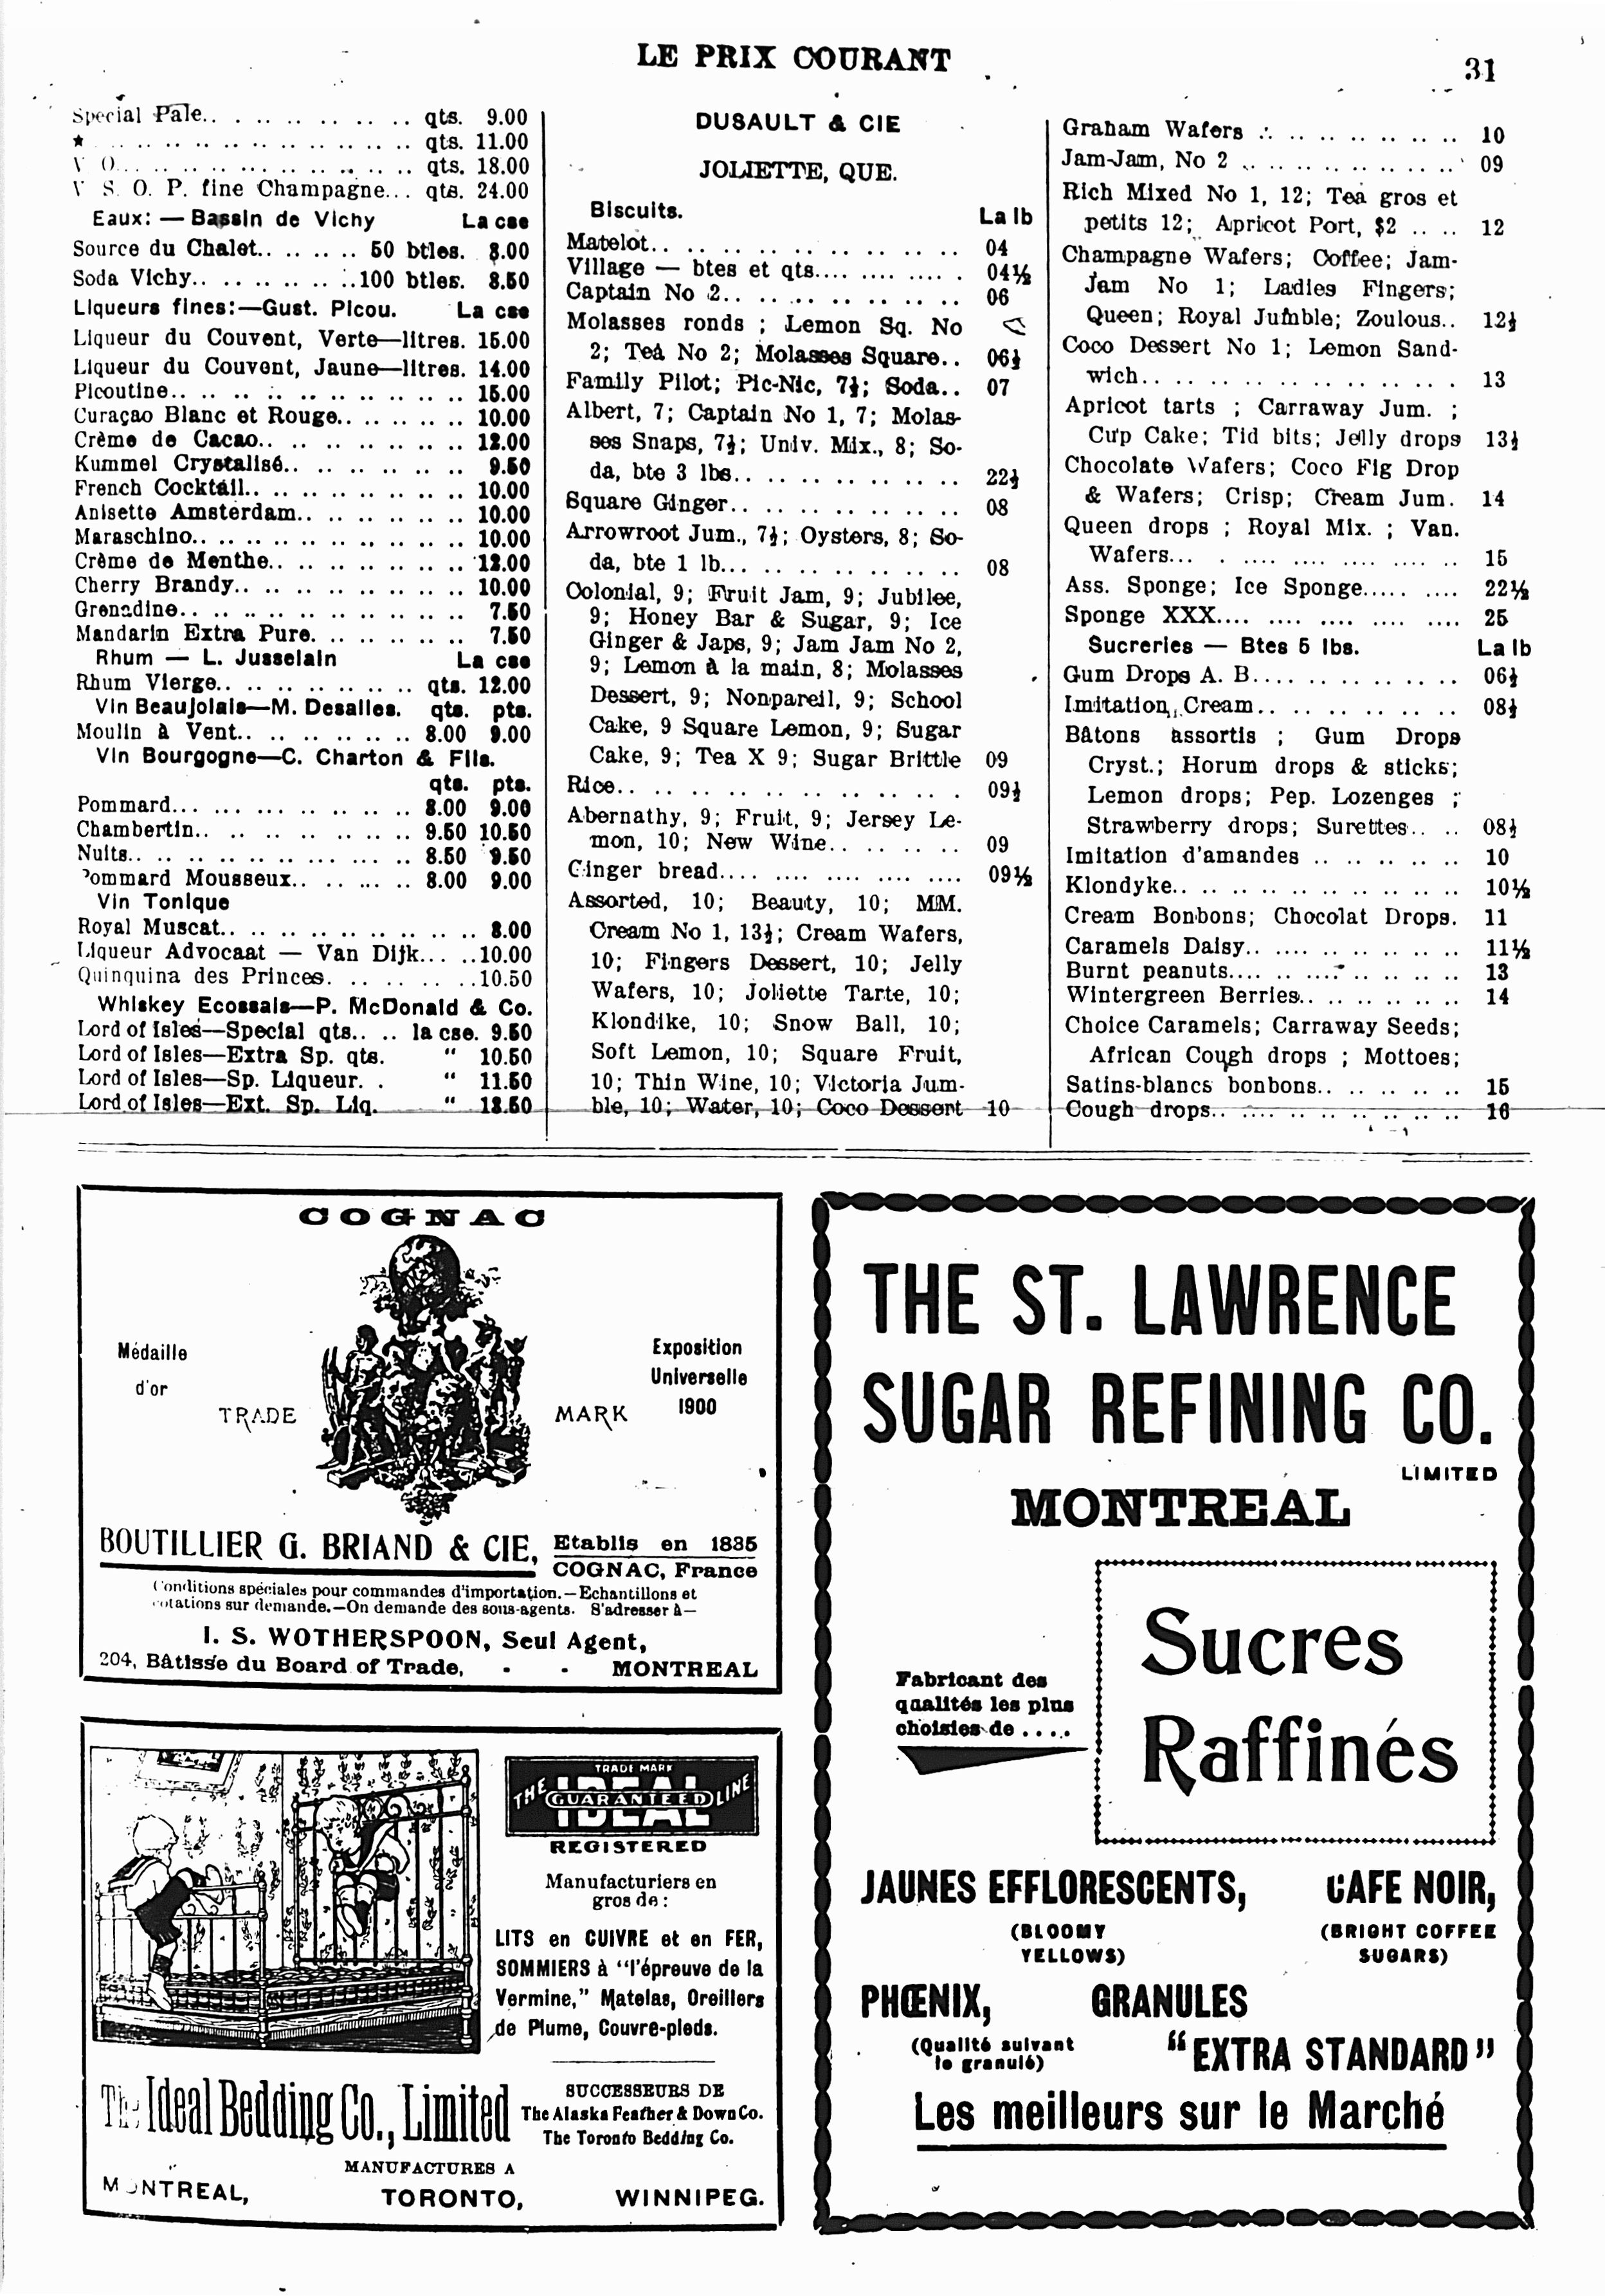 LE PRIX COURANT
31
Special Pale.. .. .. .. .. .. .. .. qts. 9.00
★ .. .. .. .. .. .. .. .. .. .. .. qts. 11.00
V O... .. .. .. .. .. .. .. .. .. qts. 18.00
V S. O. P. fine Champagne... qts. 24.00
Eaux: — Bassin de Vichy La cse
Source du Chalet.. .. .. .. 50 btles. 8.00
Soda Vichy.. .. .. .. .. ..100 btles. 8.50
Liqueurs fines:—Gust. Picou. La cse
Liqueur du Couvent, Verte—litres. 15.00
Liqueur du Couvent, Jaune—litres. 14.00
Picoutine.. .. .. .. .. .. .. .. .. .. 15.00
Curaçao Blanc et Rouge.. .. .. .. .. 10.00
Crème de Cacao.. .. .. .. .. .. .. .. 12.00
Kummel Crystalisé.. .. .. .. .. .. .. 9.50
French Cocktail.. .. .. .. .. .. .. .. 10.00
Anisette Amsterdam.. .. .. .. .. .. .. 10.00
Maraschino.. .. .. .. .. .. .. .. .. .. 10.00
Crème de Menthe.. .. .. .. .. .. .. .. 12.00
Cherry Brandy.. .. .. .. .. .. .. .. .. 10.00
Grenadine.. .. .. .. .. .. .. .. .. .. 7.50
Mandarin Extra Pure. .. .. .. .. .. .. 7.50
Rhum — L. Jusselain La cse
Rhum Vierge.. .. .. .. .. .. .. .. qts. 12.00
Vin Beaujolais—M. Desalles. qts. pts.
Moulin à Vent.. .. .. .. .. .. .. 8.00 9.00
Vin Bourgogne—C. Charton & Fils.
qts. pts.
Pommard... ... .. .. .. .. .. .. 8.00 9.00
Chambertin.. .. .. .. .. .. .. .. 9.50 10.50
Nuits.. .. .. .. .. .. .. .. .. .. 8.50 9.50
Pommard Mousseux.. .. .. ... .. 8.00 9.00
Vin Tonique
Royal Muscat.. .. .. .. .. .. .. .. .. .. 8.00
Liqueur Advocaat — Van Dijk... ..10.00
Quinquina des Princes. .. .. .. .. ..10.50
Whiskey Ecossais—P. McDonald & Co.
Lord of Isles—Special qts.. .. la cse. 9.50
Lord of Isles—Extra Sp. qts. " 10.50
Lord of Isles—Sp. Liqueur. . " 11.50
Lord of Isles—Ext. Sp. Liq. " 12.50
DUSAULT & CIE
JOLIETTE, QUE.
Biscuits. La lb
Matelot.. .. .. .. .. .. .. .. .. .. .. 04
Village — btes et qts.... .... .... . 04½
Captain No 2.. .. .. .. .. .. .. .. .. 06
Molasses ronds ; Lemon Sq. No
2; Tea No 2; Molasses Square.. 06½
Family Pilot; Pic-Nic, 7½; Soda.. 07
Albert, 7; Captain No 1, 7; Molas-
ses Snaps, 7½; Univ. Mix., 8; So-
da, bte 3 lbs.. .. .. .. .. .. .. .. 22½
Square Ginger.. .. .. .. .. .. .. .. .. 08
Arrowroot Jum., 7½; Oysters, 8; So-
da, bte 1 lb... .. .. .. .. .. .. .. 08
Colonial, 9; Fruit Jam, 9; Jubilee,
9; Honey Bar & Sugar, 9; Ice
Ginger & Japs, 9; Jam Jam No 2,
9; Lemon à la main, 8; Molasses
Dessert, 9; Nonpareil, 9; School
Cake, 9 Square Lemon, 9; Sugar
Cake, 9; Tea X 9; Sugar Brittle 09
Rice.. .. .. .. .. .. .. .. .. .. .. .. . 09½
Abernathy, 9; Fruit, 9; Jersey Le-
mon, 10; New Wine.. .. .. .. .. 09
Ginger bread.... .... .... .... .... 09½
Assorted, 10; Beauty, 10; MM.
Cream No 1, 13½; Cream Wafers,
10; Fingers Dessert, 10; Jelly
Wafers, 10; Joliette Tarte, 10;
Klondike, 10; Snow Ball, 10;
Soft Lemon, 10; Square Fruit,
10; Thin Wine, 10; Victoria Jum-
ble, 10; Water, 10; Coco Dessert 10
Graham Wafers .. .. .. .. .. .. .. 10
Jam-Jam, No 2 .. .. .. .. .. .. .. .. 09
Rich Mixed No 1, 12; Tea gros et
petits 12; Apricot Port, $2 .. .. 12
Champagne Wafers; Coffee; Jam-
Jam No 1; Ladies Fingers;
Queen; Royal Jumble; Zoulous.. 12½
Coco Dessert No 1; Lemon Sand-
wich.. .. .. .. .. .. .. .. .. .. .. 13
Apricot tarts ; Carraway Jum. ;
Cup Cake; Tid bits; Jelly drops 13½
Chocolate Wafers; Coco Fig Drop
& Wafers; Crisp; Cream Jum. 14
Queen drops ; Royal Mix. ; Van.
Wafers... . .... .... .... .... .. 15
Ass. Sponge; Ice Sponge..... .... 22½
Sponge XXX.... .... .... .... .... 25
Sucreries — Btes 5 lbs. La lb
Gum Drops A. B.... .. .. .. .. .. .. 06½
Imitation Cream.. .. .. .. .. .. .. 08½
Bâtons assortis ; Gum Drops
Cryst.; Horum drops & sticks;
Lemon drops; Pep. Lozenges ;
Strawberry drops; Surettes.. .. 08½
Imitation d'amandes .. .. .. .. .. 10
Klondyke.. .. .. .. .. .. .. .. .. .. 10½
Cream Bonbons; Chocolat Drops. 11
Caramels Daisy.. .. .. .. .. .. .. .. 11½
Burnt peanuts.... .. .... .. .. .. .. 13
Wintergreen Berries.. .. .. .. .. .. 14
Choice Caramels; Carraway Seeds;
African Cough drops ; Mottoes;
Satins-blancs bonbons.. .. .. .. .. 15
Cough drops.. .... .. .. .. .. .. .. 16
COGNAC
Médaille
d'or
TRADE MARK
Exposition
Universelle
1900
BOUTILLIER G. BRIAND & CIE,
Etablis en 1835
COGNAC, France
Conditions spéciales pour commandes d'importation.—Echantillons et
cotations sur demande.—On demande des sous-agents. S'adresser à—
I. S. WOTHERSPOON, Seul Agent,
204, Bâtisse du Board of Trade, - - MONTREAL
TRADE MARK
THE IDEAL LINE
GUARANTEED
IDEAL
REGISTERED
Manufacturiers en
gros de:
LITS en CUIVRE et en FER,
SOMMIERS à "l'épreuve de la
Vermine," Matelas, Oreillers
de Plume, Couvre-pieds.
The Ideal Bedding Co., Limited
SUCCESSEURS DE
The Alaska Feather & Down Co.
The Toronto Bedding Co.
MANUFACTURES A
MONTREAL, TORONTO, WINNIPEG.
THE ST. LAWRENCE
SUGAR REFINING CO.
LIMITED
MONTREAL
Fabricant des
qualités les plus
choisies de ....
Sucres
Raffinés
JAUNES EFFLORESCENTS, CAFE NOIR,
(BLOOMY
YELLOWS)
(BRIGHT COFFEE
SUGARS)
PHŒNIX, GRANULES
(Qualité suivant
le granulé)
"EXTRA STANDARD"
Les meilleurs sur le Marché